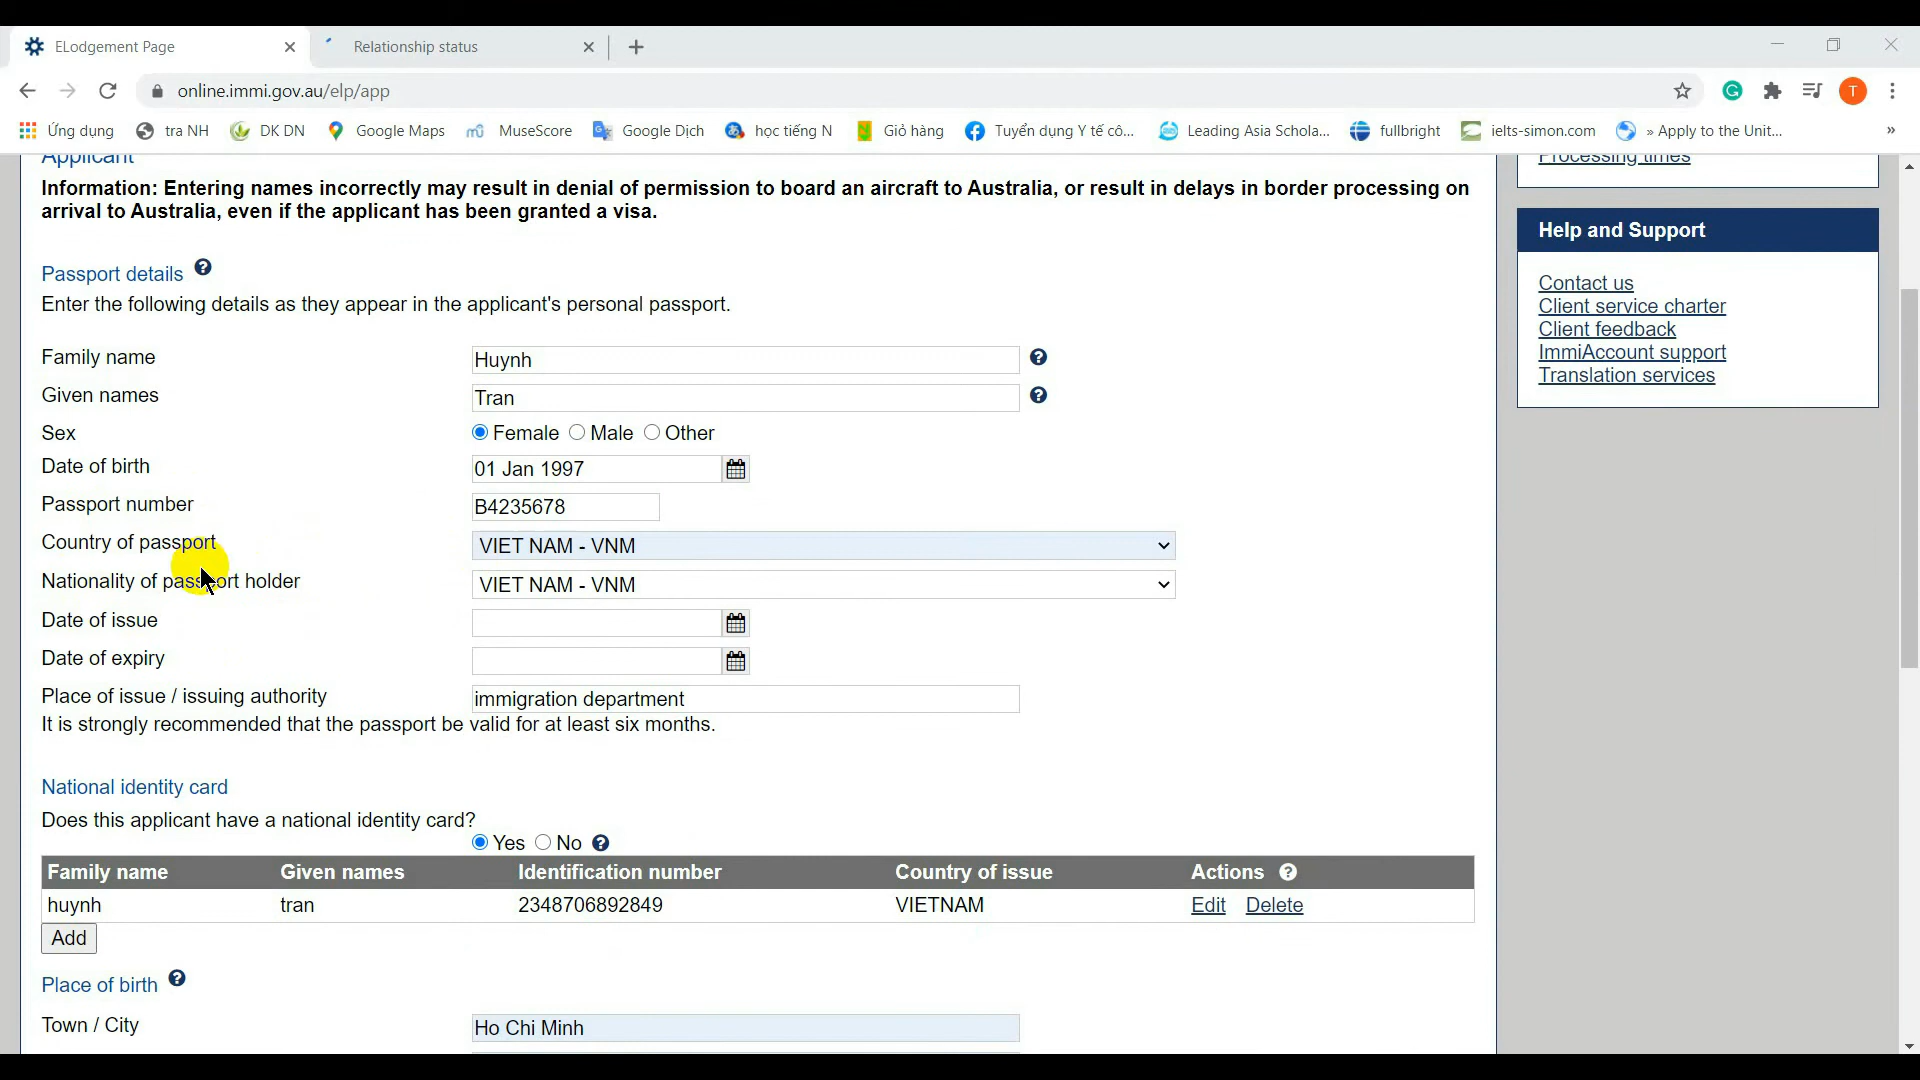 ELodgement Page
Relationship status
online.immi.gov.au/elp/app
T
Ứng dụng
tra NH
DK DN
Google Maps
MuseScore
Google Dịch
học tiếng N
Giỏ hàng
Tuyển dụng Y tế cô...
Leading Asia Schola...
fullbright
ielts-simon.com
» Apply to the Unit...
»
Applicant
Information: Entering names incorrectly may result in denial of permission to board an aircraft to Australia, or result in delays in border processing on
arrival to Australia, even if the applicant has been granted a visa.
Passport details
Enter the following details as they appear in the applicant's personal passport.
Family name Huynh
Given names Tran
Sex Female Male Other
Date of birth 01 Jan 1997
Passport number B4235678
Country of passport VIET NAM - VNM
Nationality of passport holder VIET NAM - VNM
Date of issue
Date of expiry
Place of issue / issuing authority immigration department
It is strongly recommended that the passport be valid for at least six months.
National identity card
Does this applicant have a national identity card?
Yes No
Family name Given names Identification number Country of issue Actions
huynh tran 2348706892849 VIETNAM Edit Delete
Add
Place of birth
Town / City Ho Chi Minh
Processing times
Help and Support
Contact us
Client service charter
Client feedback
ImmiAccount support
Translation services